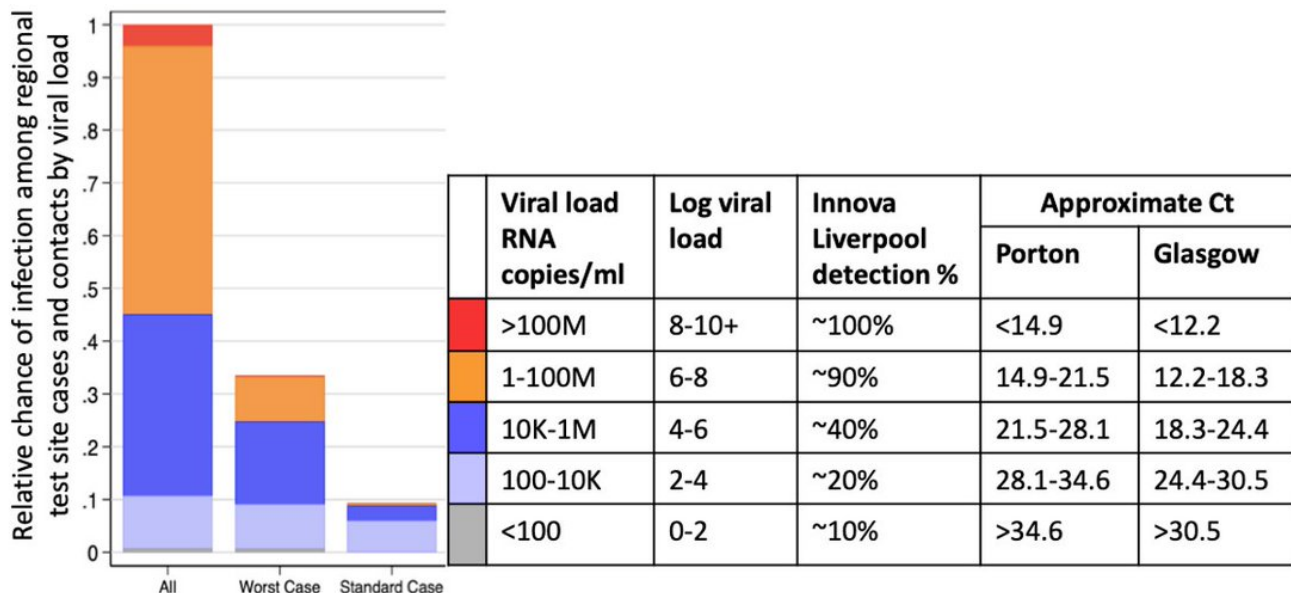 Relative chance of infection among regional
test site cases and contacts by viral load
1
.9
.8
.7
.6
.5
.4
.3
.2
.1
0
All Worst Case Standard Case
Viral load
RNA
copies/ml
Log viral
load
Innova
Liverpool
detection %
Approximate Ct
Porton Glasgow
>100M 8-10+ ~100% <14.9 <12.2
1-100M 6-8 ~90% 14.9-21.5 12.2-18.3
10K-1M 4-6 ~40% 21.5-28.1 18.3-24.4
100-10K 2-4 ~20% 28.1-34.6 24.4-30.5
<100 0-2 ~10% >34.6 >30.5